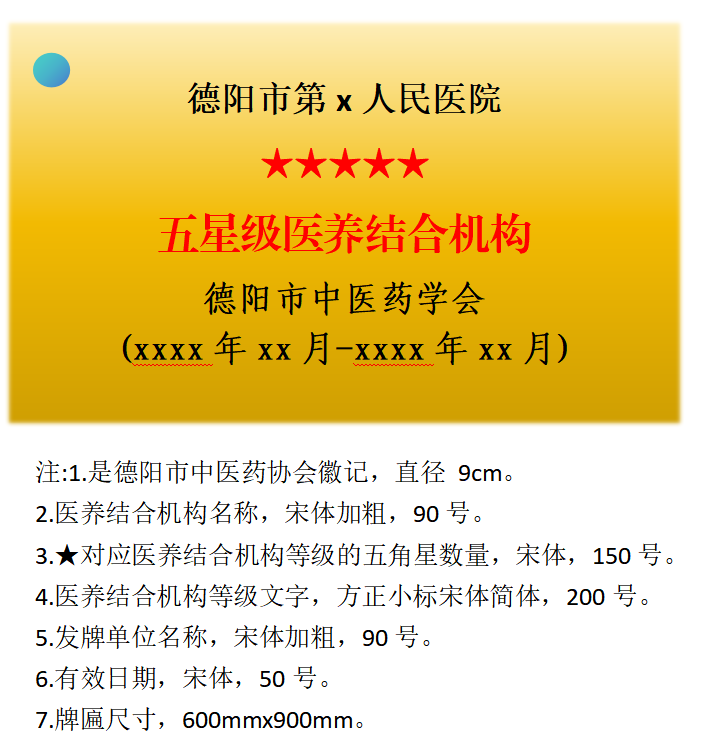 德阳市第 x 人民医院
★★★★★
五星级医养结合机构
德阳市中医药学会
(xxxx 年 xx 月-xxxx 年 xx 月)
注:1.是德阳市中医药协会徽记，直径 9cm。
2.医养结合机构名称，宋体加粗，90 号。
3.★对应医养结合机构等级的五角星数量，宋体，150 号。
4.医养结合机构等级文字，方正小标宋体简体，200 号。
5.发牌单位名称，宋体加粗，90 号。
6.有效日期，宋体，50 号。
7.牌匾尺寸，600mmx900mm。